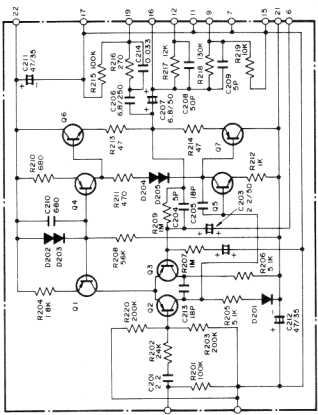 22
17
19
16
12
11
9
7
15
21
6
C211
47/35
R215
100K
R216
270
C214
0.033
R217
12K
R218
130K
R219
10K
C206
6.8/250
C207
6.8/50
C208
50P
C209
5P
Q6
R213
47
R214
47
Q7
R210
680
R211
470
D204
D205
R212
1K
C210
680
Q4
R209
1M
C204
5P
C205
18P
Q5
C203
2.2/50
D202
D203
R208
56K
R207
1M
R206
5.1K
Q3
Q1
Q2
C213
18P
R204
1.8K
R220
200K
R205
5.1K
D201
R202
24K
R203
200K
C212
47/35
C201
2.2
R201
100K